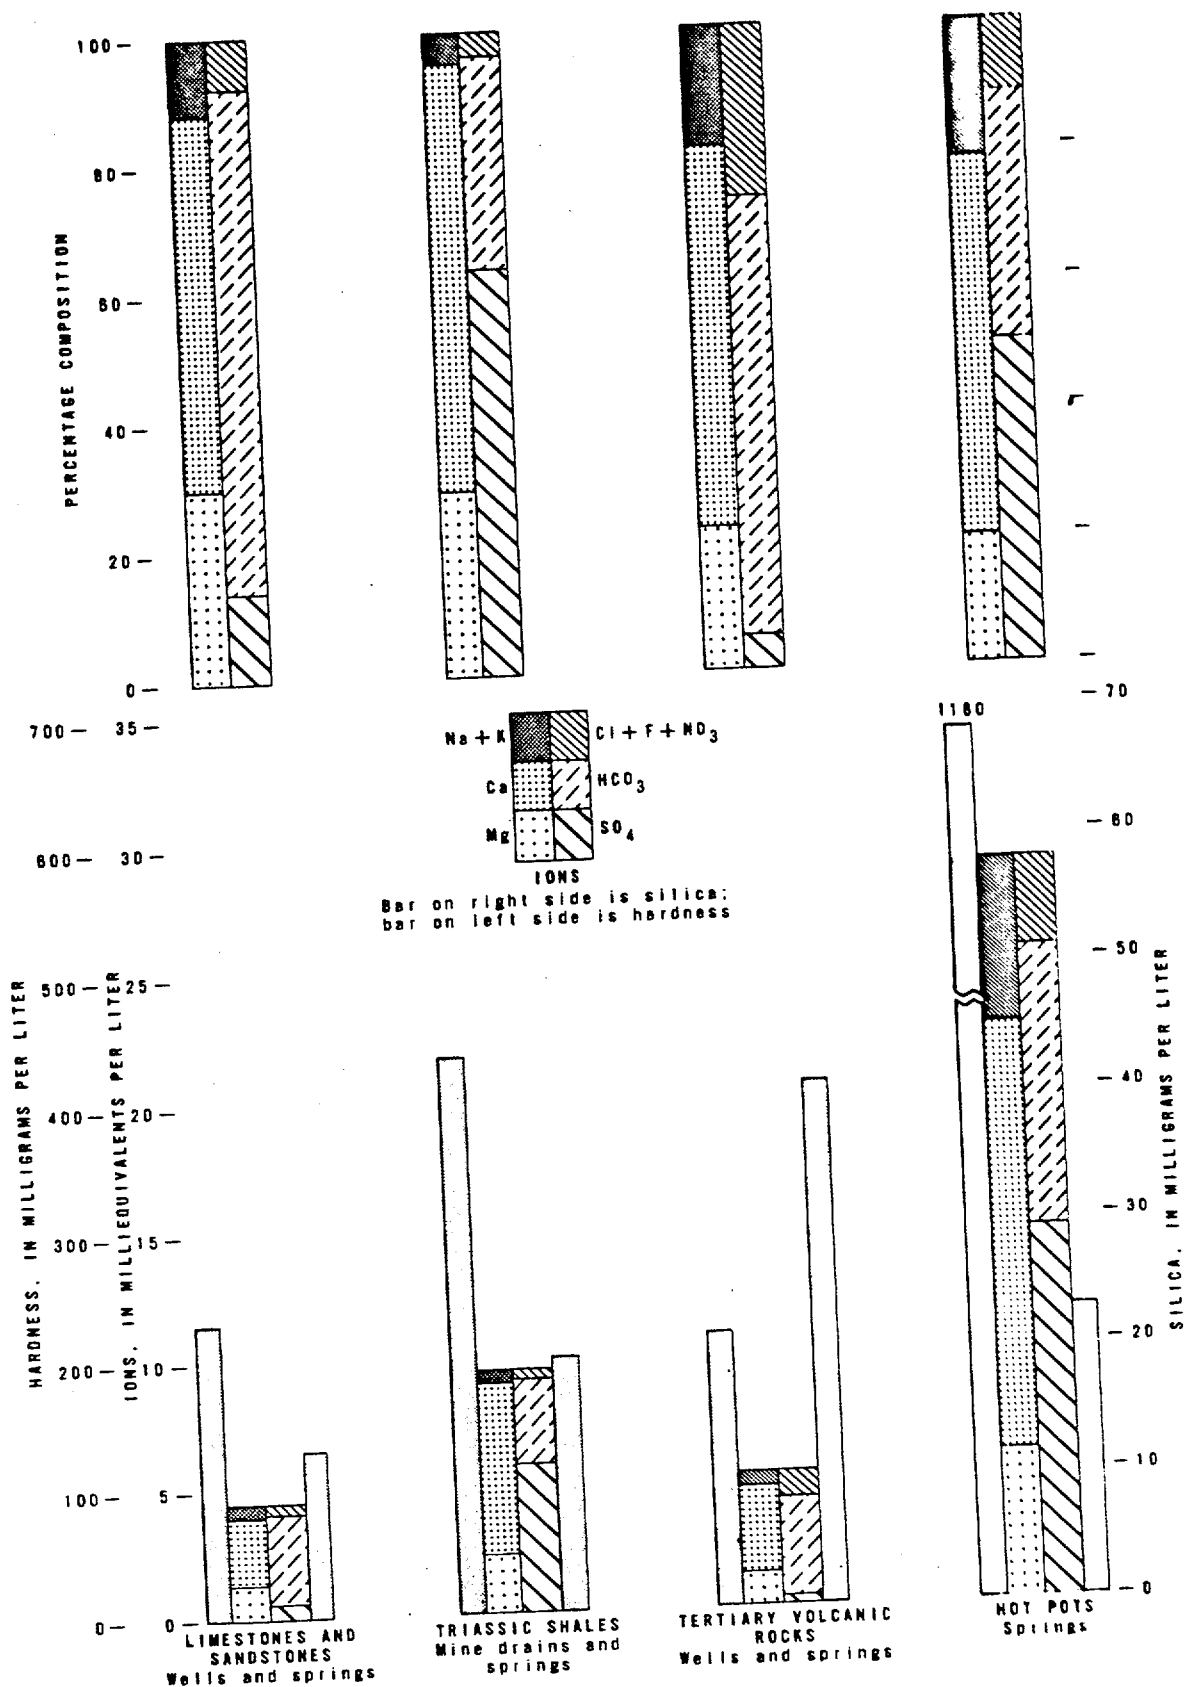 100 —
80 —
60 —
40 —
20 —
0 —
PERCENTAGE COMPOSITION
Na + K
Cl + F + NO3
Ca
HCO3
Mg
SO4
IONS
Bar on right side is silica;
bar on left side is hardness
700 —
600 —
500 —
400 —
300 —
200 —
100 —
0 —
HARDNESS, IN MILLIGRAMS PER LITER
35 —
30 —
25 —
20 —
15 —
10 —
5 —
0 —
IONS, IN MILLIEQUIVALENTS PER LITER
1180
— 70
— 60
— 50
— 40
— 30
— 20
— 10
— 0
SILICA, IN MILLIGRAMS PER LITER
LIMESTONES AND
SANDSTONES
Wells and springs
TRIASSIC SHALES
Mine drains and
springs
TERTIARY VOLCANIC
ROCKS
Wells and springs
HOT POTS
Springs